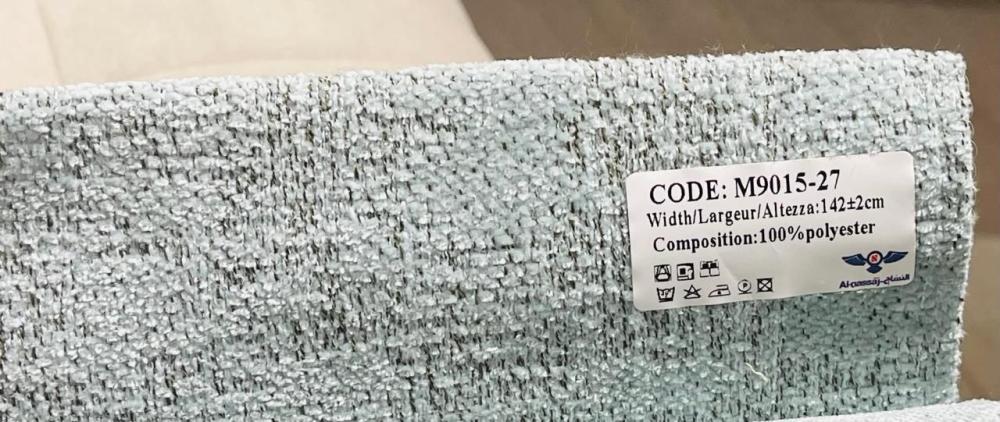 CODE: M9015-27
Width/Largeur/Altezza:142±2cm
Composition:100%polyester
Al-nassaj-النساج